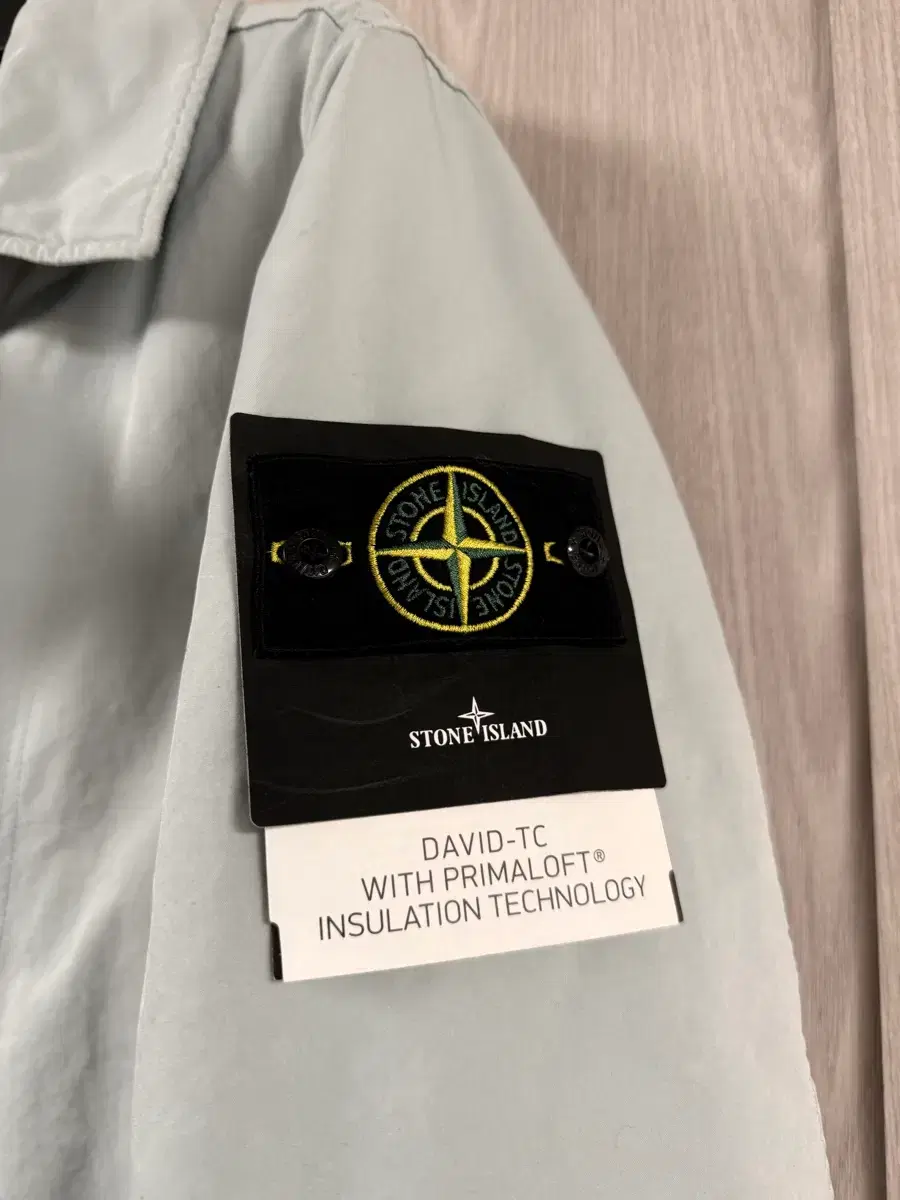 STONE ISLAND
STONE ISLAND
STONE ISLAND
DAVID-TC
WITH PRIMALOFT®
INSULATION TECHNOLOGY